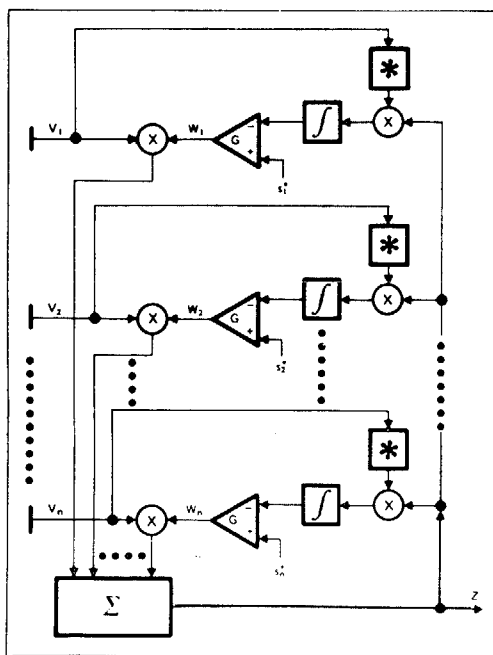 *
V₁
X
W₁
G
-
+
∫
X
s₁*
*
V₂
X
W₂
G
-
+
∫
X
s₂*
*
Vₙ
X
Wₙ
G
-
+
∫
X
sₙ*
Σ
Z